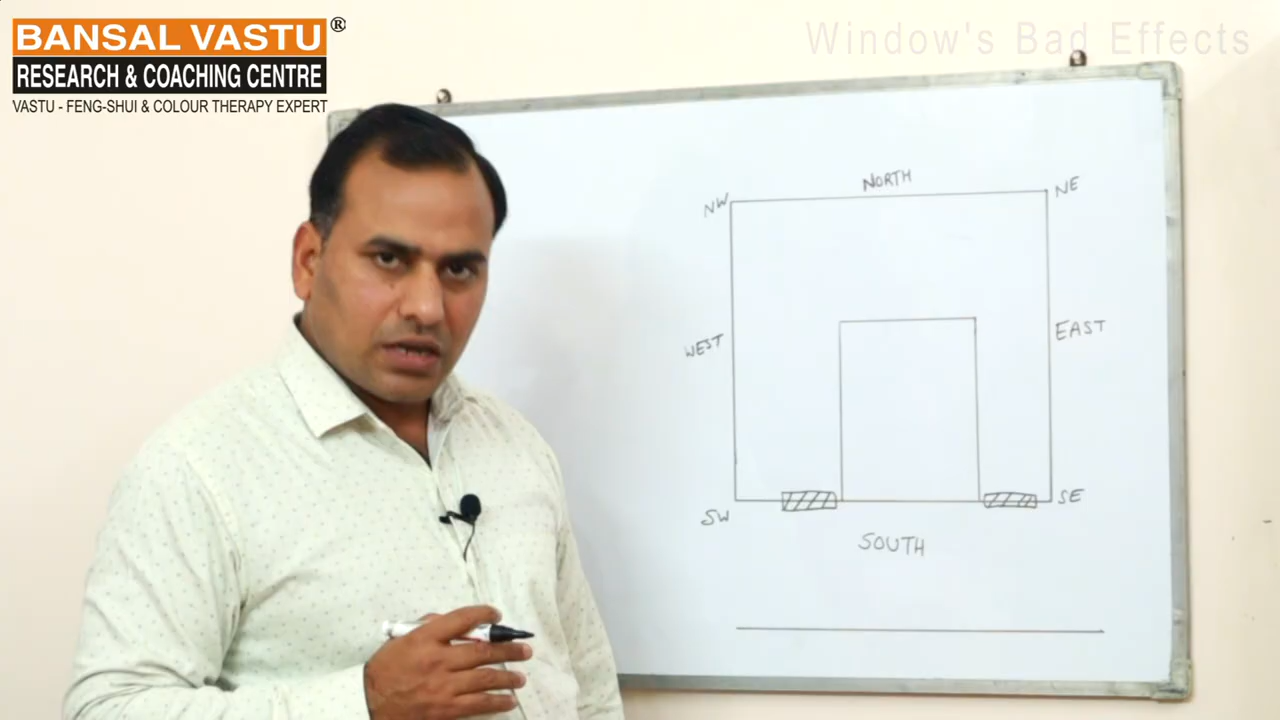 BANSAL VASTU®
RESEARCH & COACHING CENTRE
VASTU - FENG-SHUI & COLOUR THERAPY EXPERT
Window's Bad Effects
NORTH
NW
NE
WEST
EAST
SW
SE
SOUTH